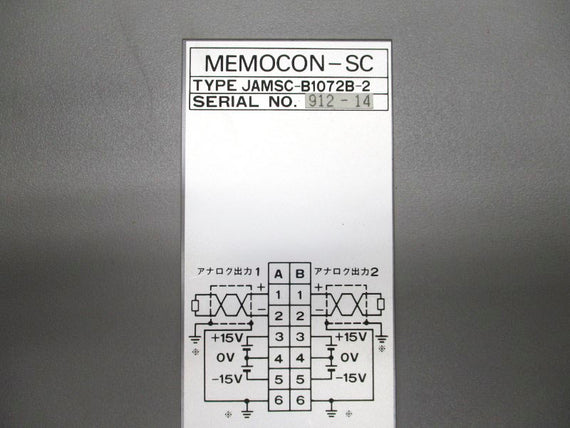 MEMOCON-SC
TYPE JAMSC-B1072B-2
SERIAL NO. 912-14
アナログ出力1 A B アナログ出力2
+ 1 1 +
- 2 2 -
+15V 3 3 +15V
0V 4 4 0V
-15V 5 5 -15V
6 6